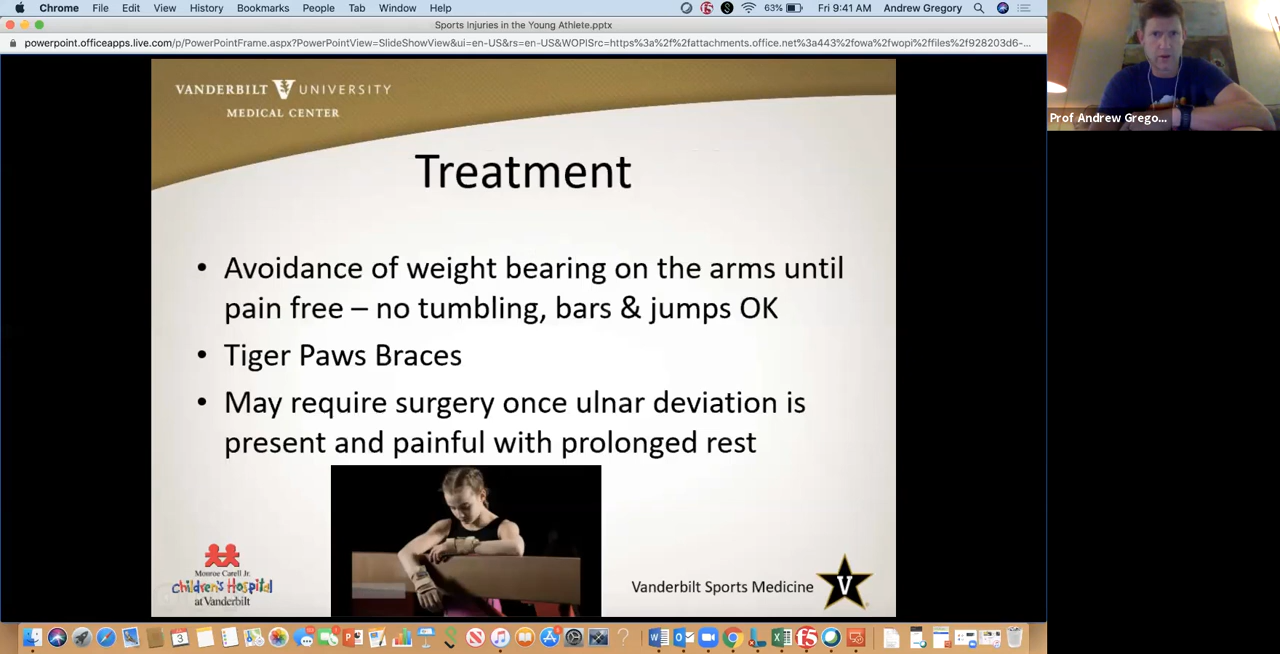 Chrome File Edit View History Bookmarks People Tab Window Help 63% Fri 9:41 AM Andrew Gregory
Sports Injuries in the Young Athlete.pptx
powerpoint.officeapps.live.com/p/PowerPointFrame.aspx?PowerPointView=SlideShowView&ui=en-US&rs=en-US&WOPISrc=https%3a%2f%2fattachments.office.net%3a443%2fowa%2fwopi%2ffiles%2f928203d6-...
Prof Andrew Grego...
VANDERBILT V UNIVERSITY
MEDICAL CENTER
Treatment
• Avoidance of weight bearing on the arms until
pain free – no tumbling, bars & jumps OK
• Tiger Paws Braces
• May require surgery once ulnar deviation is
present and painful with prolonged rest
Monroe Carell Jr.
Children's Hospital
at Vanderbilt
Vanderbilt Sports Medicine V